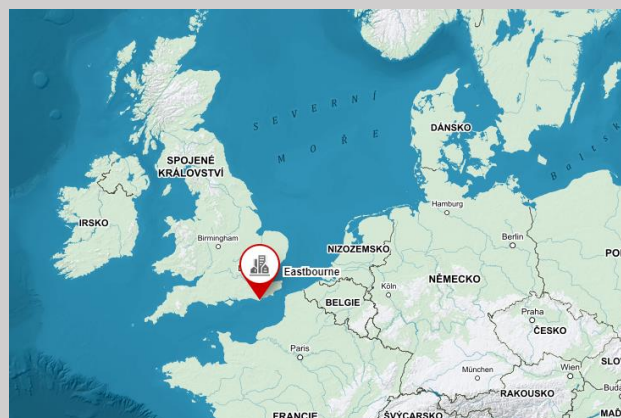 SEVERNÍ
MOŘE
DÁNSKO
SPOJENÉ
KRÁLOVSTVÍ
IRSKO
Hamburg
Birmingham
Berlin
NIZOZEMSKO
Eastbourne
NĚMECKO
Köln
BELGIE
Praha
ČESKO
Paris
München
Wien
RAKOUSKO
FRANCIE
ŠVÝCARSKO